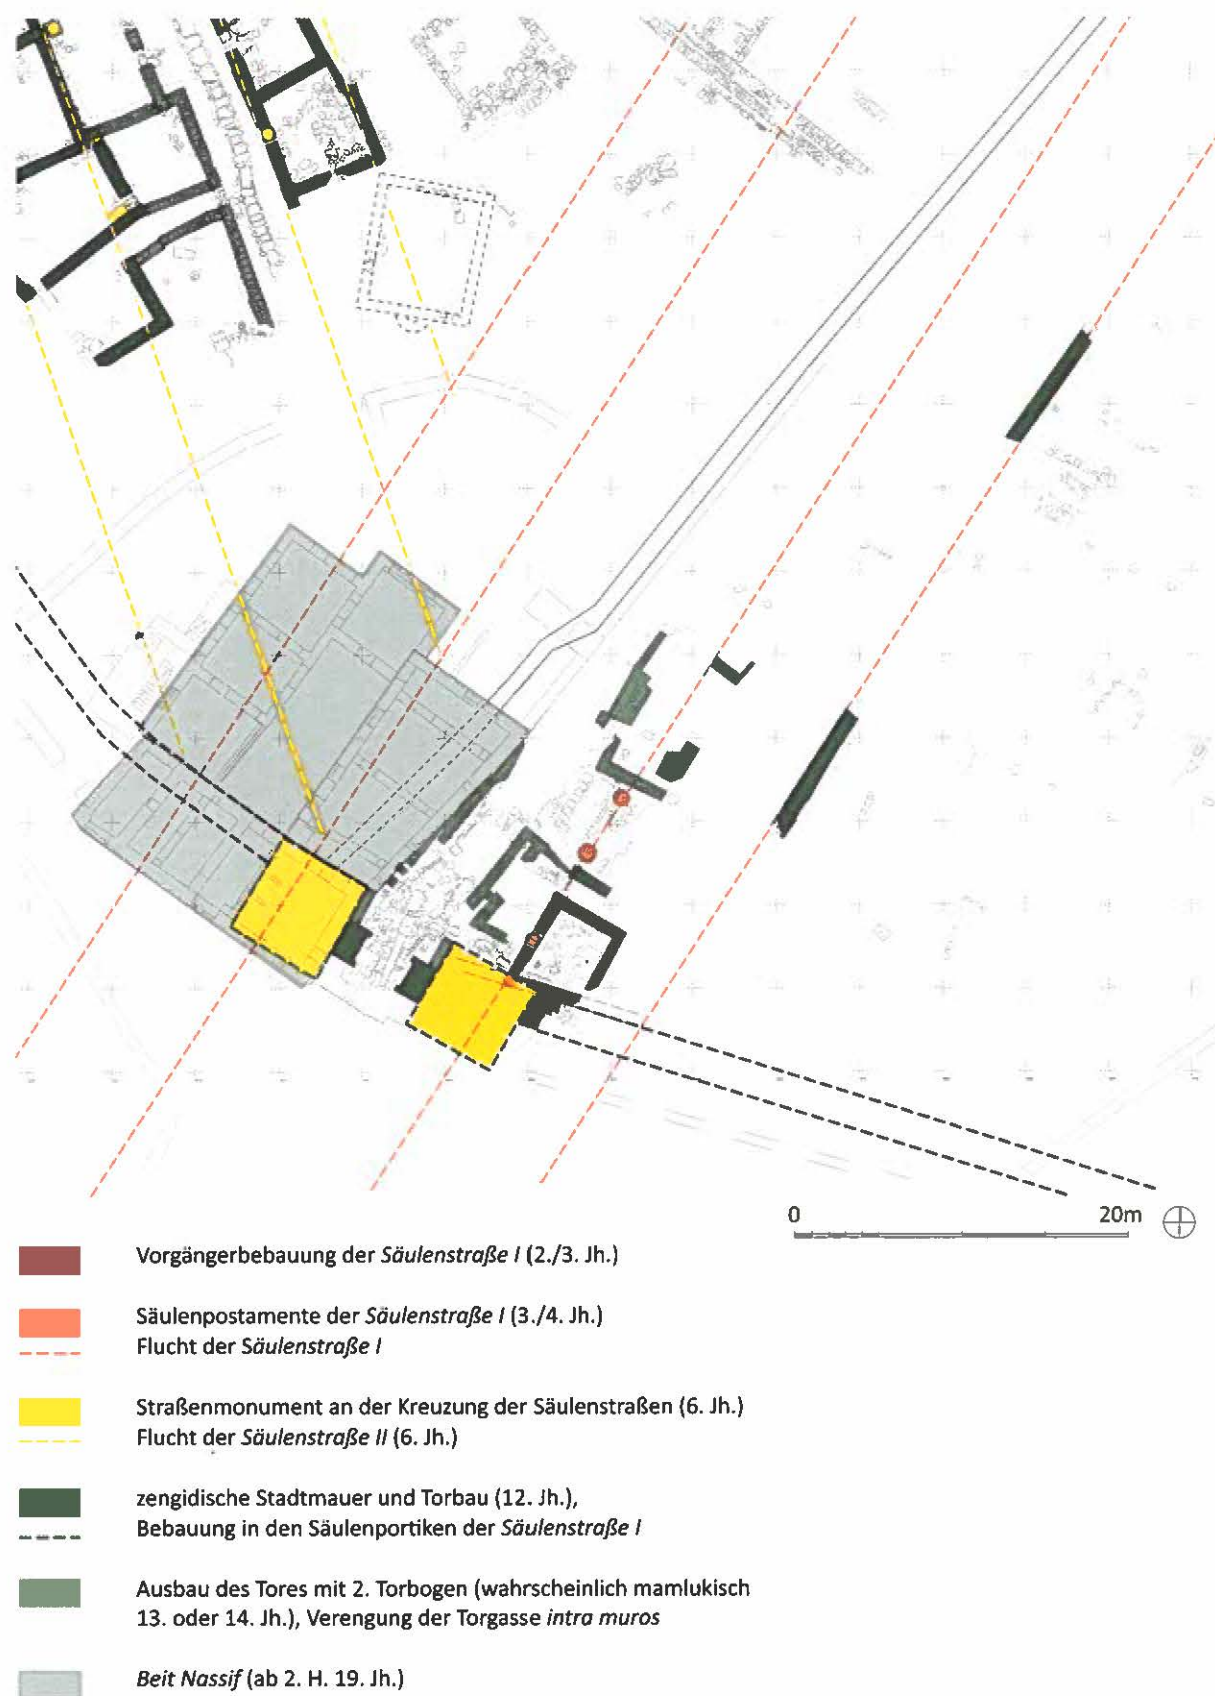 0 20m
Vorgängerbebauung der Säulenstraße I (2./3. Jh.)
Säulenpostamente der Säulenstraße I (3./4. Jh.)
Flucht der Säulenstraße I
Straßenmonument an der Kreuzung der Säulenstraßen (6. Jh.)
Flucht der Säulenstraße II (6. Jh.)
zengidische Stadtmauer und Torbau (12. Jh.),
Bebauung in den Säulenportiken der Säulenstraße I
Ausbau des Tores mit 2. Torbogen (wahrscheinlich mamlukisch
13. oder 14. Jh.), Verengung der Torgasse intra muros
Beit Nassif (ab 2. H. 19. Jh.)